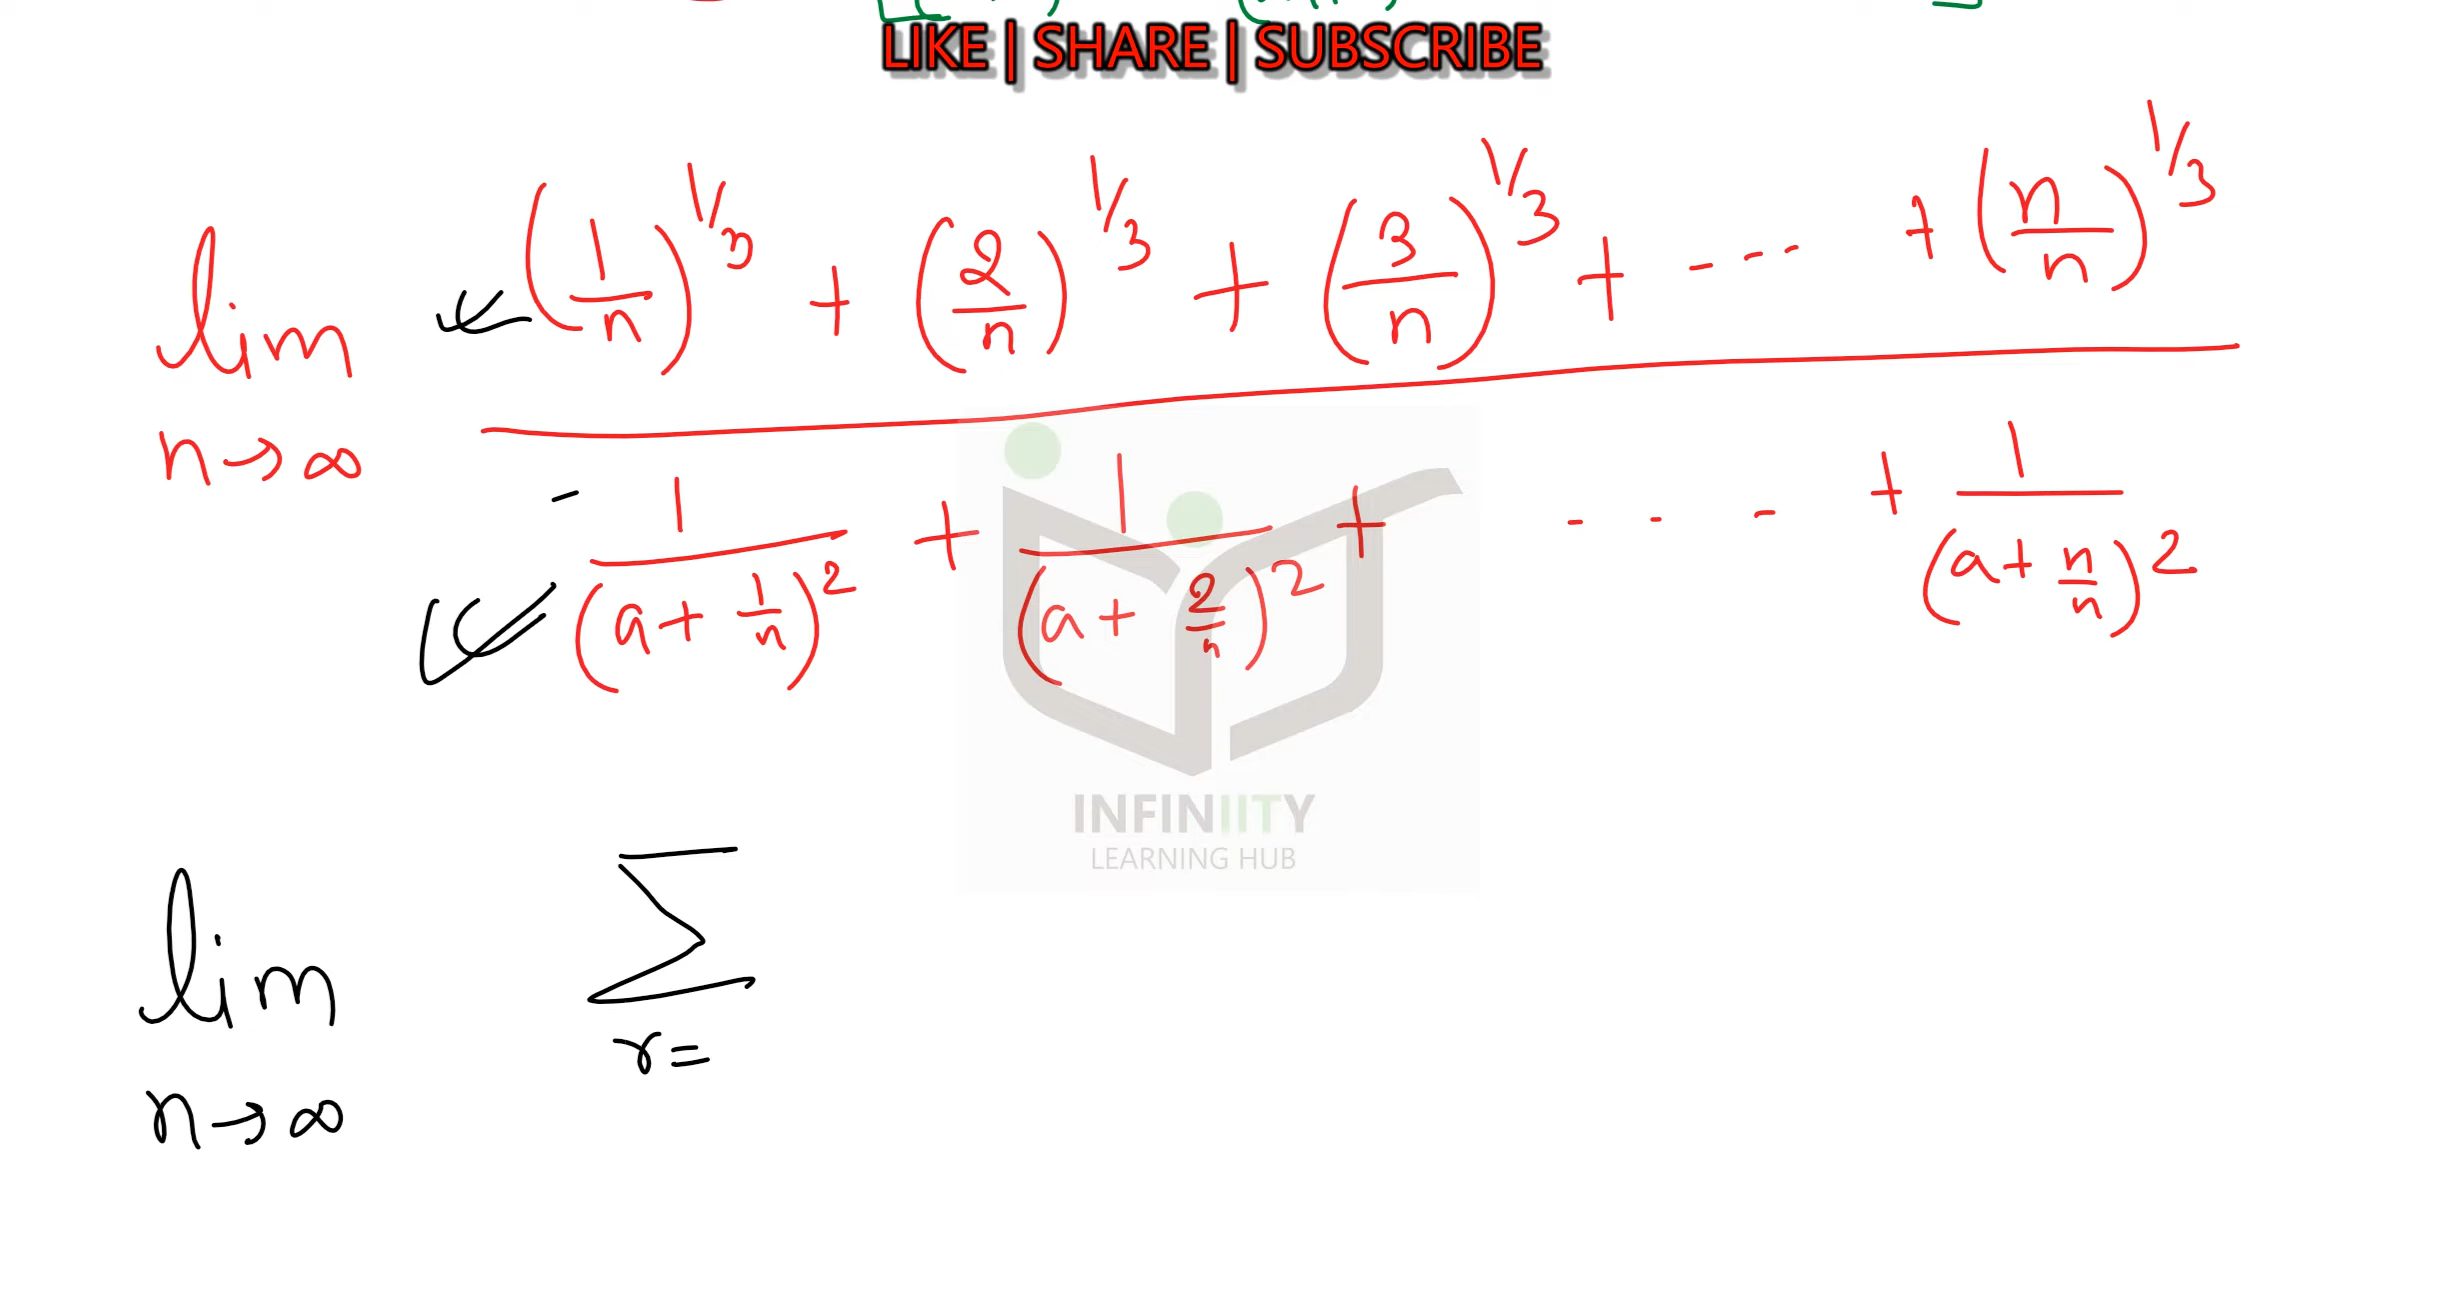 LIKE | SHARE | SUBSCRIBE
lim (1/n)^1/3 + (2/n)^1/3 + (3/n)^1/3 + ---- + (n/n)^1/3
n→∞ 1/(a+1/n)^2 + 1/(a+2/n)^2 + - - - - + 1/(a+n/n)^2
INFINIITY
LEARNING HUB
lim Σ
r=
n→∞